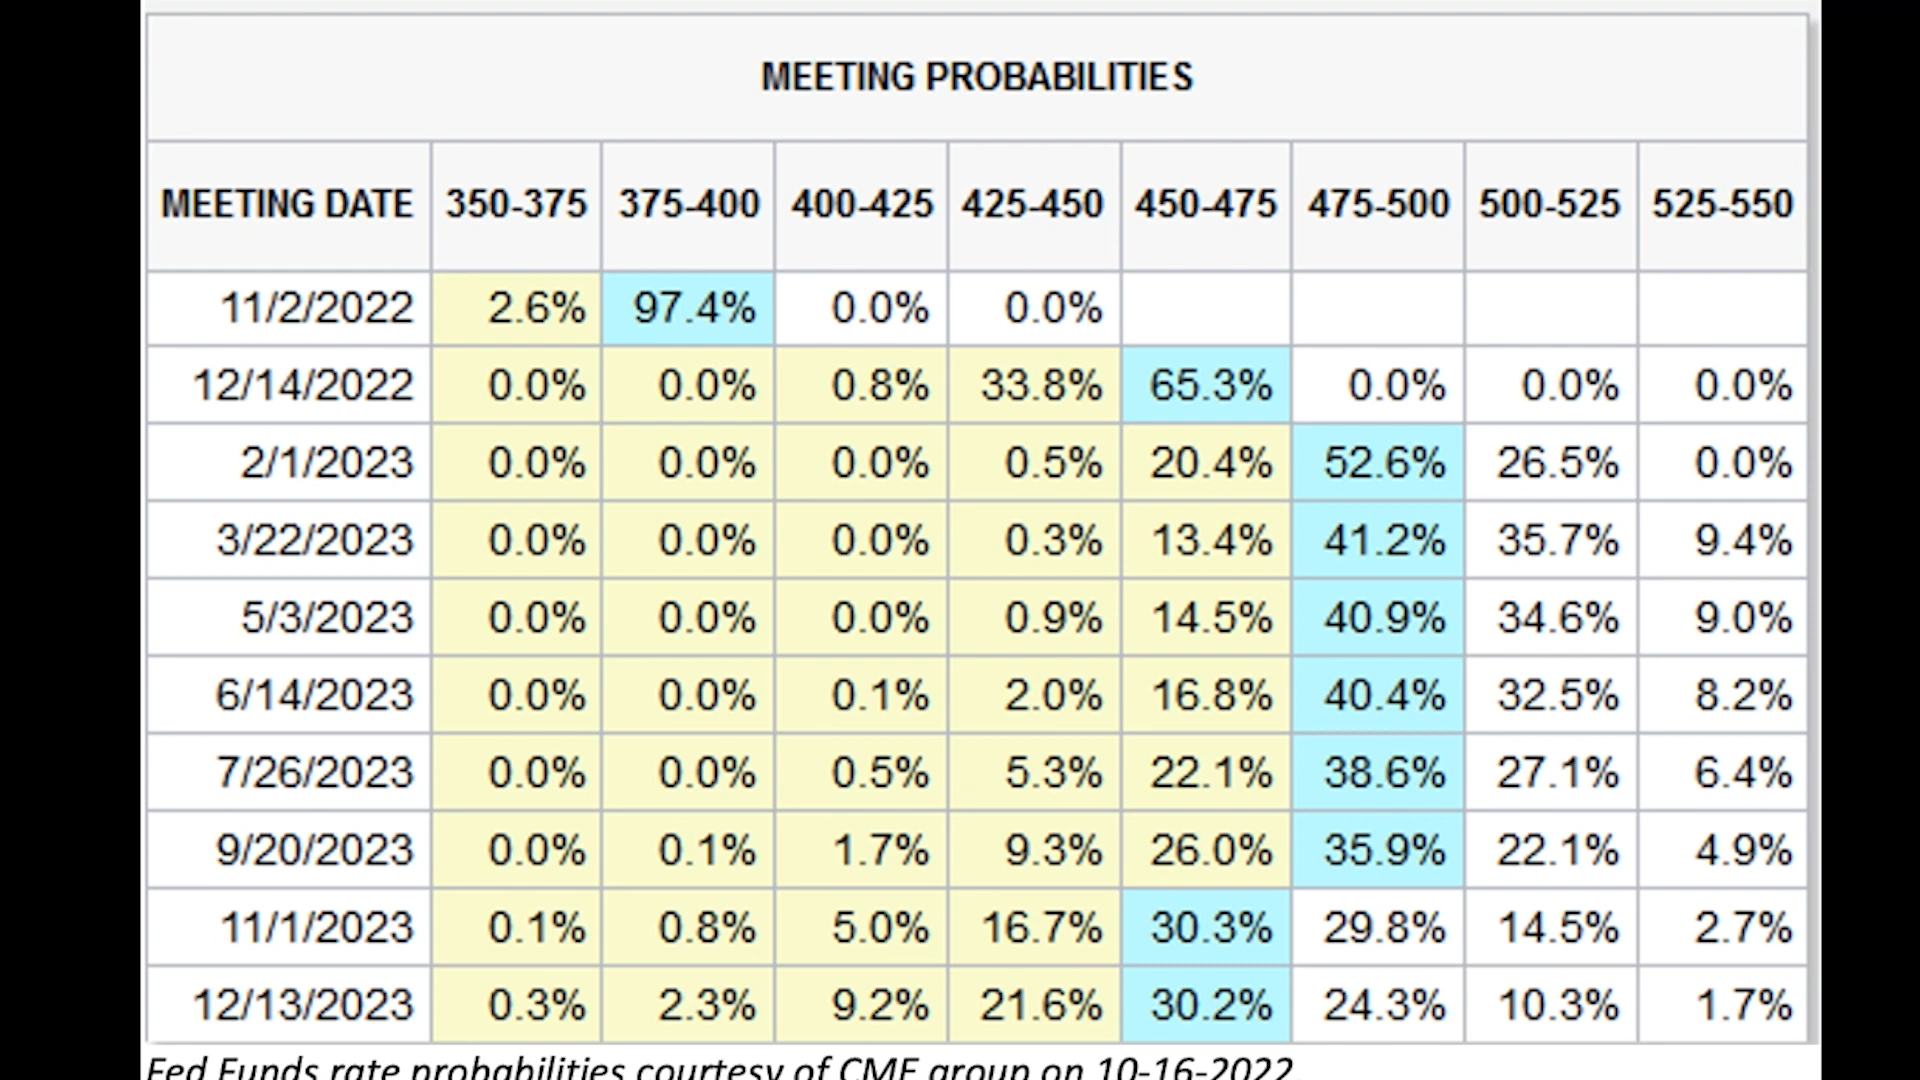 MEETING PROBABILITIES
MEETING DATE 350-375 375-400 400-425 425-450 450-475 475-500 500-525 525-550
11/2/2022 2.6% 97.4% 0.0% 0.0%
12/14/2022 0.0% 0.0% 0.8% 33.8% 65.3% 0.0% 0.0% 0.0%
2/1/2023 0.0% 0.0% 0.0% 0.5% 20.4% 52.6% 26.5% 0.0%
3/22/2023 0.0% 0.0% 0.0% 0.3% 13.4% 41.2% 35.7% 9.4%
5/3/2023 0.0% 0.0% 0.0% 0.9% 14.5% 40.9% 34.6% 9.0%
6/14/2023 0.0% 0.0% 0.1% 2.0% 16.8% 40.4% 32.5% 8.2%
7/26/2023 0.0% 0.0% 0.5% 5.3% 22.1% 38.6% 27.1% 6.4%
9/20/2023 0.0% 0.1% 1.7% 9.3% 26.0% 35.9% 22.1% 4.9%
11/1/2023 0.1% 0.8% 5.0% 16.7% 30.3% 29.8% 14.5% 2.7%
12/13/2023 0.3% 2.3% 9.2% 21.6% 30.2% 24.3% 10.3% 1.7%
Fed Funds rate probabilities courtesy of CME group on 10-16-2022.